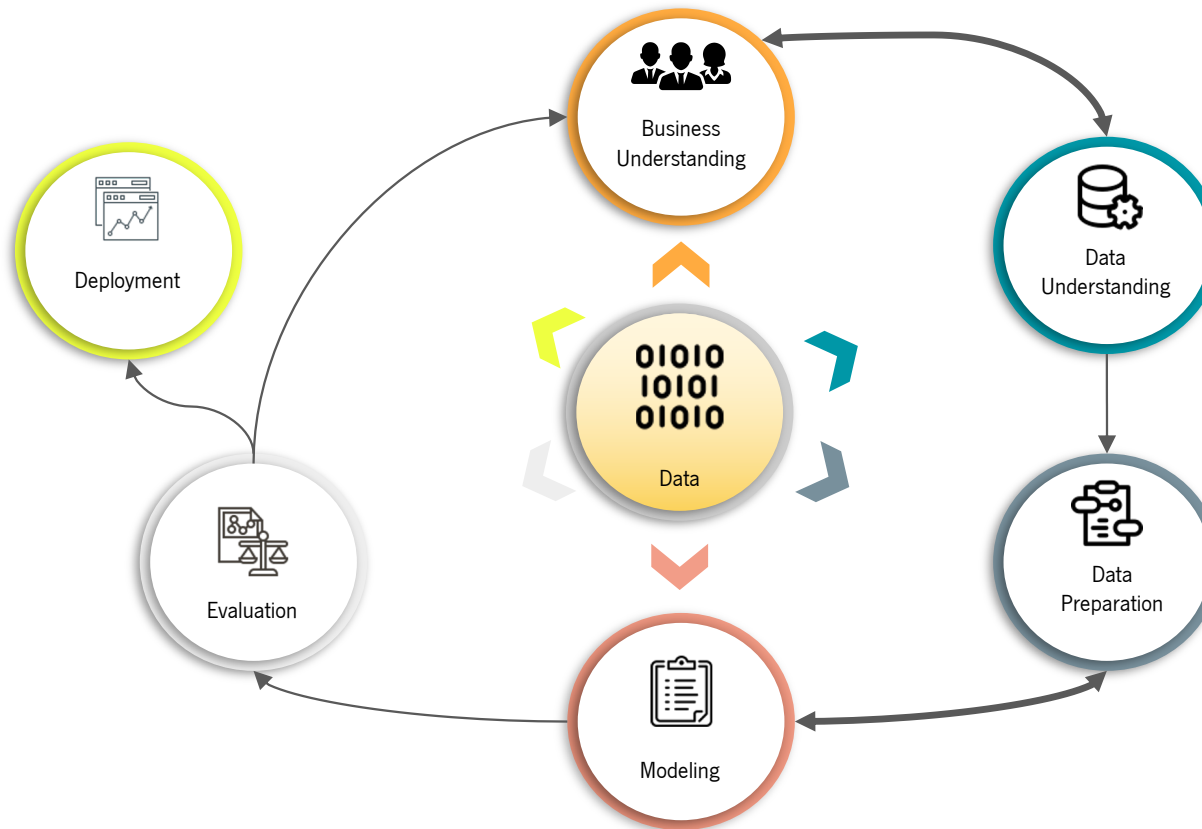 Business
Understanding
Deployment
Data
Understanding
01010
10101
01010
Data
Data
Preparation
Evaluation
Modeling